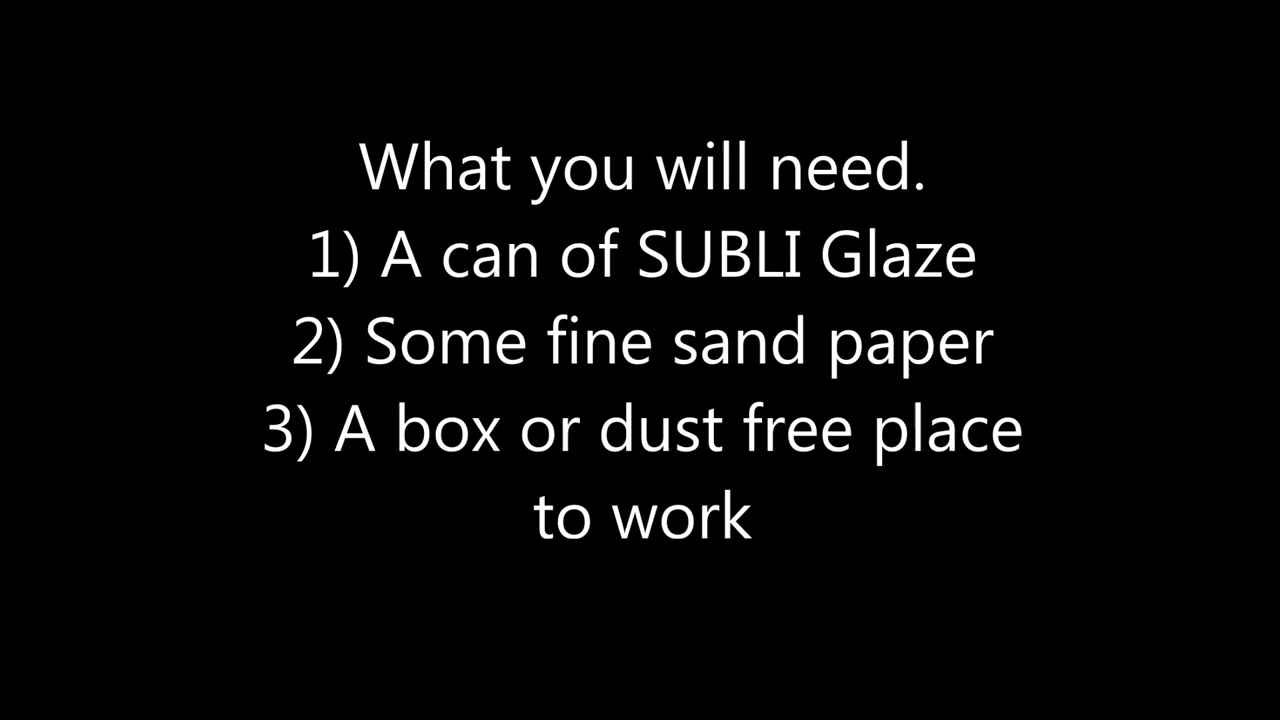 What you will need.
1) A can of SUBLI Glaze
2) Some fine sand paper
3) A box or dust free place
to work